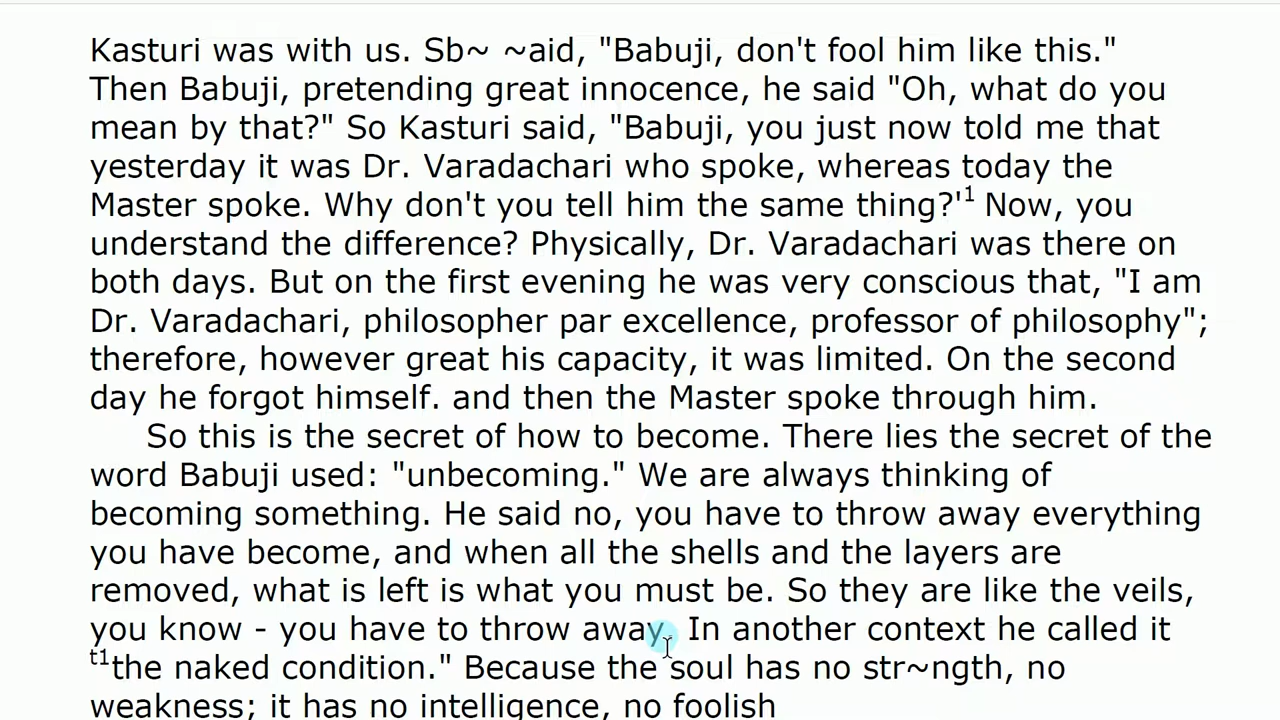 Kasturi was with us. Sb~ ~aid, "Babuji, don't fool him like this."
Then Babuji, pretending great innocence, he said "Oh, what do you
mean by that?" So Kasturi said, "Babuji, you just now told me that
yesterday it was Dr. Varadachari who spoke, whereas today the
Master spoke. Why don't you tell him the same thing?'1 Now, you
understand the difference? Physically, Dr. Varadachari was there on
both days. But on the first evening he was very conscious that, "I am
Dr. Varadachari, philosopher par excellence, professor of philosophy";
therefore, however great his capacity, it was limited. On the second
day he forgot himself. and then the Master spoke through him.
So this is the secret of how to become. There lies the secret of the
word Babuji used: "unbecoming." We are always thinking of
becoming something. He said no, you have to throw away everything
you have become, and when all the shells and the layers are
removed, what is left is what you must be. So they are like the veils,
you know - you have to throw away. In another context he called it
t1the naked condition." Because the soul has no str~ngth, no
weakness; it has no intelligence, no foolish